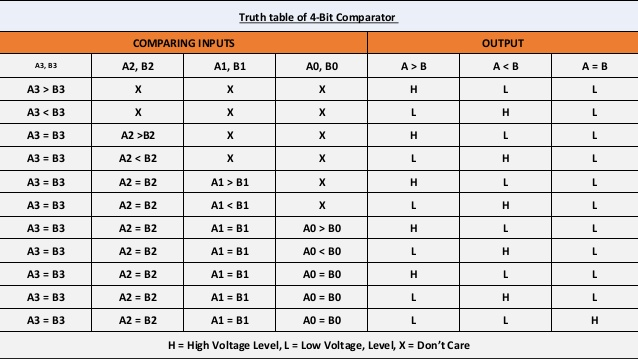 Truth table of 4-Bit Comparator
COMPARING INPUTS OUTPUT
A3, B3 A2, B2 A1, B1 A0, B0 A > B A < B A = B
A3 > B3 X X X H L L
A3 < B3 X X X L H L
A3 = B3 A2 >B2 X X H L L
A3 = B3 A2 < B2 X X L H L
A3 = B3 A2 = B2 A1 > B1 X H L L
A3 = B3 A2 = B2 A1 < B1 X L H L
A3 = B3 A2 = B2 A1 = B1 A0 > B0 H L L
A3 = B3 A2 = B2 A1 = B1 A0 < B0 L H L
A3 = B3 A2 = B2 A1 = B1 A0 = B0 H L L
A3 = B3 A2 = B2 A1 = B1 A0 = B0 L H L
A3 = B3 A2 = B2 A1 = B1 A0 = B0 L L H
H = High Voltage Level, L = Low Voltage, Level, X = Don't Care